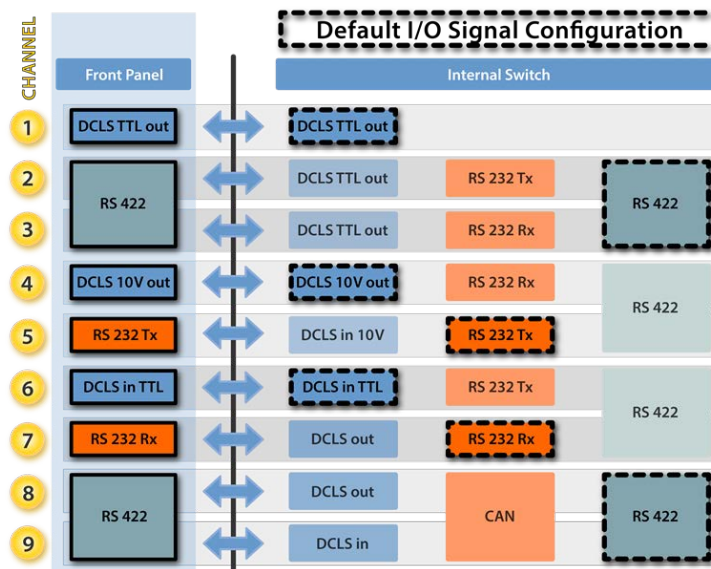 Default I/O Signal Configuration
CHANNEL
Front Panel
Internal Switch
1
DCLS TTL out
DCLS TTL out
2
DCLS TTL out
RS 232 Tx
RS 422
RS 422
3
DCLS TTL out
RS 232 Rx
4
DCLS 10V out
DCLS 10V out
RS 232 Rx
RS 422
5
RS 232 Tx
DCLS in 10V
RS 232 Tx
6
DCLS in TTL
DCLS in TTL
RS 232 Tx
RS 422
7
RS 232 Rx
DCLS out
RS 232 Rx
8
DCLS out
RS 422
CAN
RS 422
9
DCLS in